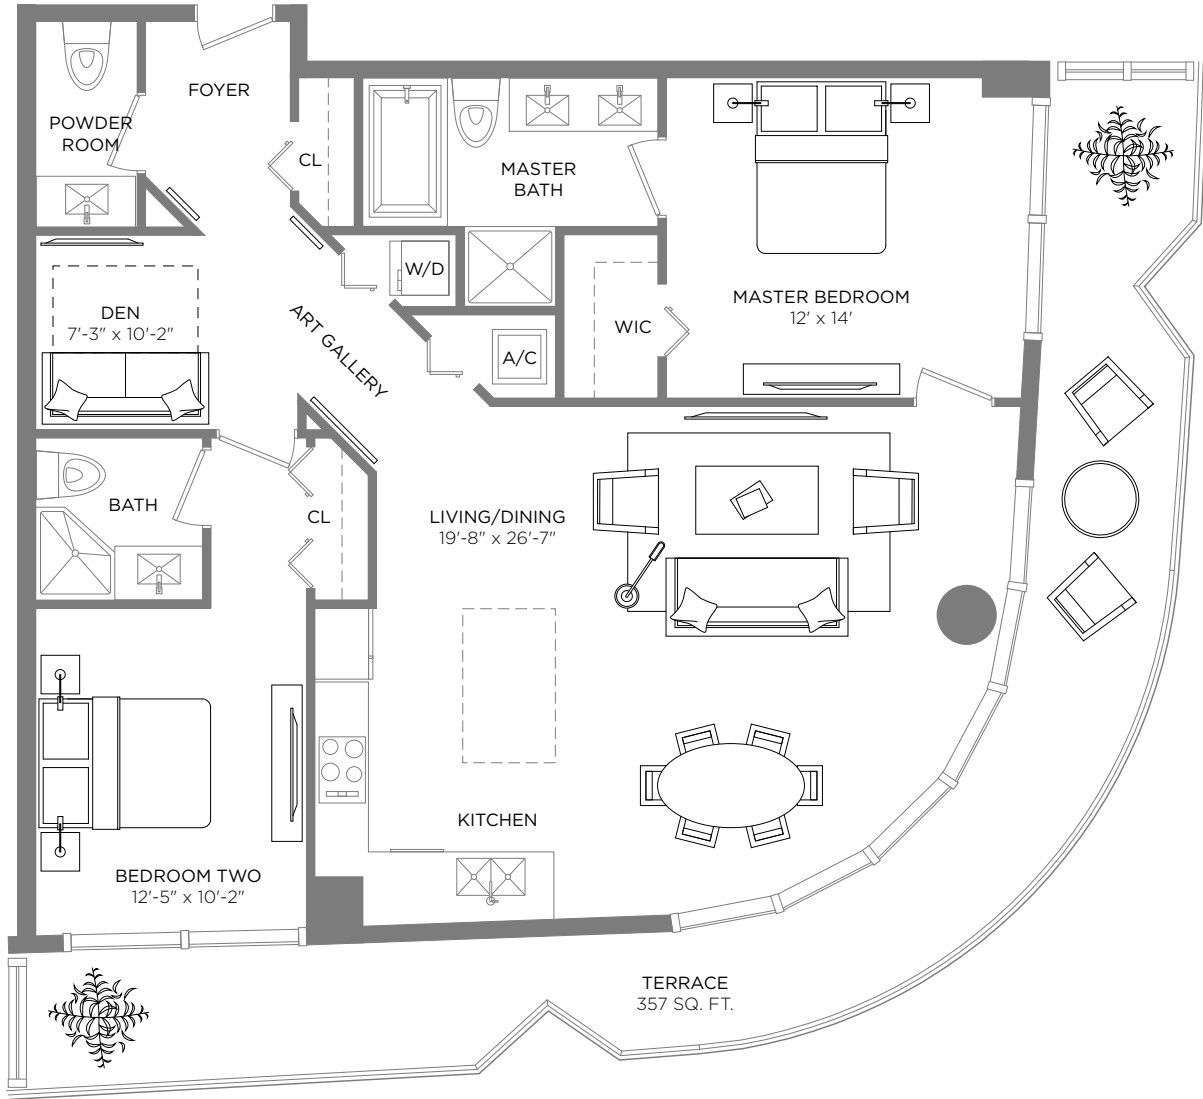 FOYER
POWDER
ROOM
CL
MASTER
BATH
W/D
DEN
7'-3" x 10'-2"
ART GALLERY
A/C
WIC
MASTER BEDROOM
12' x 14'
BATH
CL
LIVING/DINING
19'-8" x 26'-7"
KITCHEN
BEDROOM TWO
12'-5" x 10'-2"
TERRACE
357 SQ. FT.